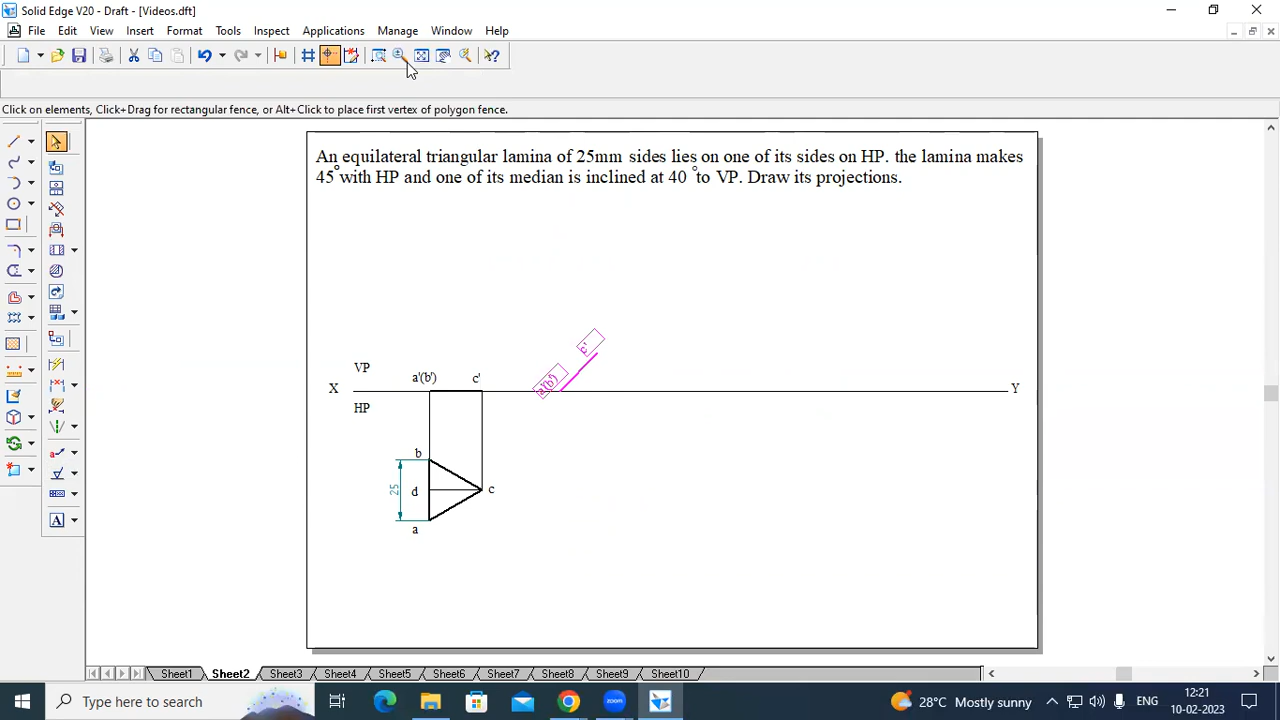 Solid Edge V20 - Draft - [Videos.dft]
File Edit View Insert Format Tools Inspect Applications Manage Window Help
Click on elements, Click+Drag for rectangular fence, or Alt+Click to place first vertex of polygon fence.
An equilateral triangular lamina of 25mm sides lies on one of its sides on HP. the lamina makes
45°with HP and one of its median is inclined at 40 °to VP. Draw its projections.
c'
VP
a'(b') c' a'(b')
X Y
HP
b
25 d c
a
A
Sheet1 Sheet2 Sheet3 Sheet4 Sheet5 Sheet6 Sheet7 Sheet8 Sheet9 Sheet10
Type here to search
zoom
28°C Mostly sunny
ENG
12:21
10-02-2023